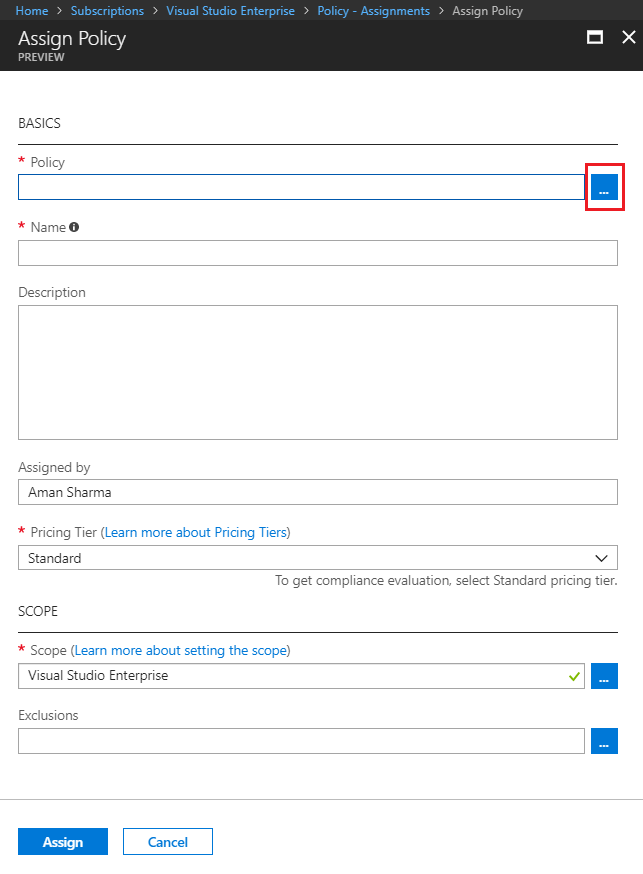 Home > Subscriptions > Visual Studio Enterprise > Policy - Assignments > Assign Policy
Assign Policy
PREVIEW
BASICS
* Policy
...
* Name
Description
Assigned by
Aman Sharma
* Pricing Tier (Learn more about Pricing Tiers)
Standard
To get compliance evaluation, select Standard pricing tier.
SCOPE
* Scope (Learn more about setting the scope)
Visual Studio Enterprise ...
Exclusions
...
Assign Cancel